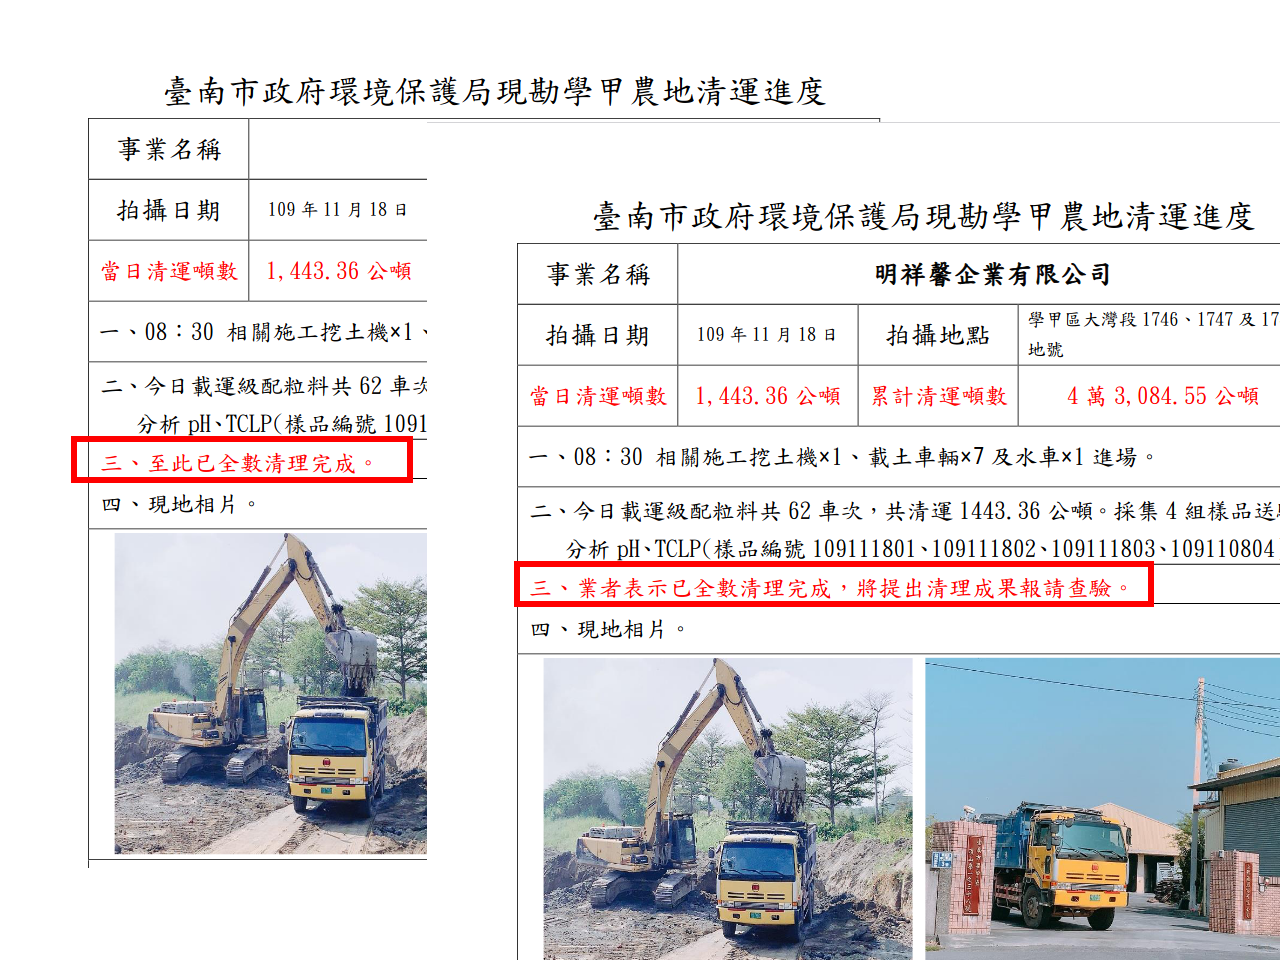 臺南市政府環境保護局現勘學甲農地清運進度
事業名稱
拍攝日期 109 年 11 月 18 日
當日清運噸數 1,443.36 公噸
一、08：30 相關施工挖土機×1、
二、今日載運級配粒料共 62 車次
分析 pH、TCLP(樣品編號 1091
三、至此已全數清理完成。
四、現地相片。
臺南市政府環境保護局現勘學甲農地清運進度
事業名稱 明祥馨企業有限公司
拍攝日期 109 年 11 月 18 日 拍攝地點 學甲區大灣段 1746、1747 及 17
地號
當日清運噸數 1,443.36 公噸 累計清運噸數 4 萬 3,084.55 公噸
一、08：30 相關施工挖土機×1、載土車輛×7 及水車×1 進場。
二、今日載運級配粒料共 62 車次，共清運 1443.36 公噸。採集 4 組樣品送
分析 pH、TCLP(樣品編號 109111801、109111802、109111803、109110804
三、業者表示已全數清理完成，將提出清理成果報請查驗。
四、現地相片。